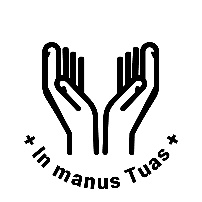 + In manus Tuas +